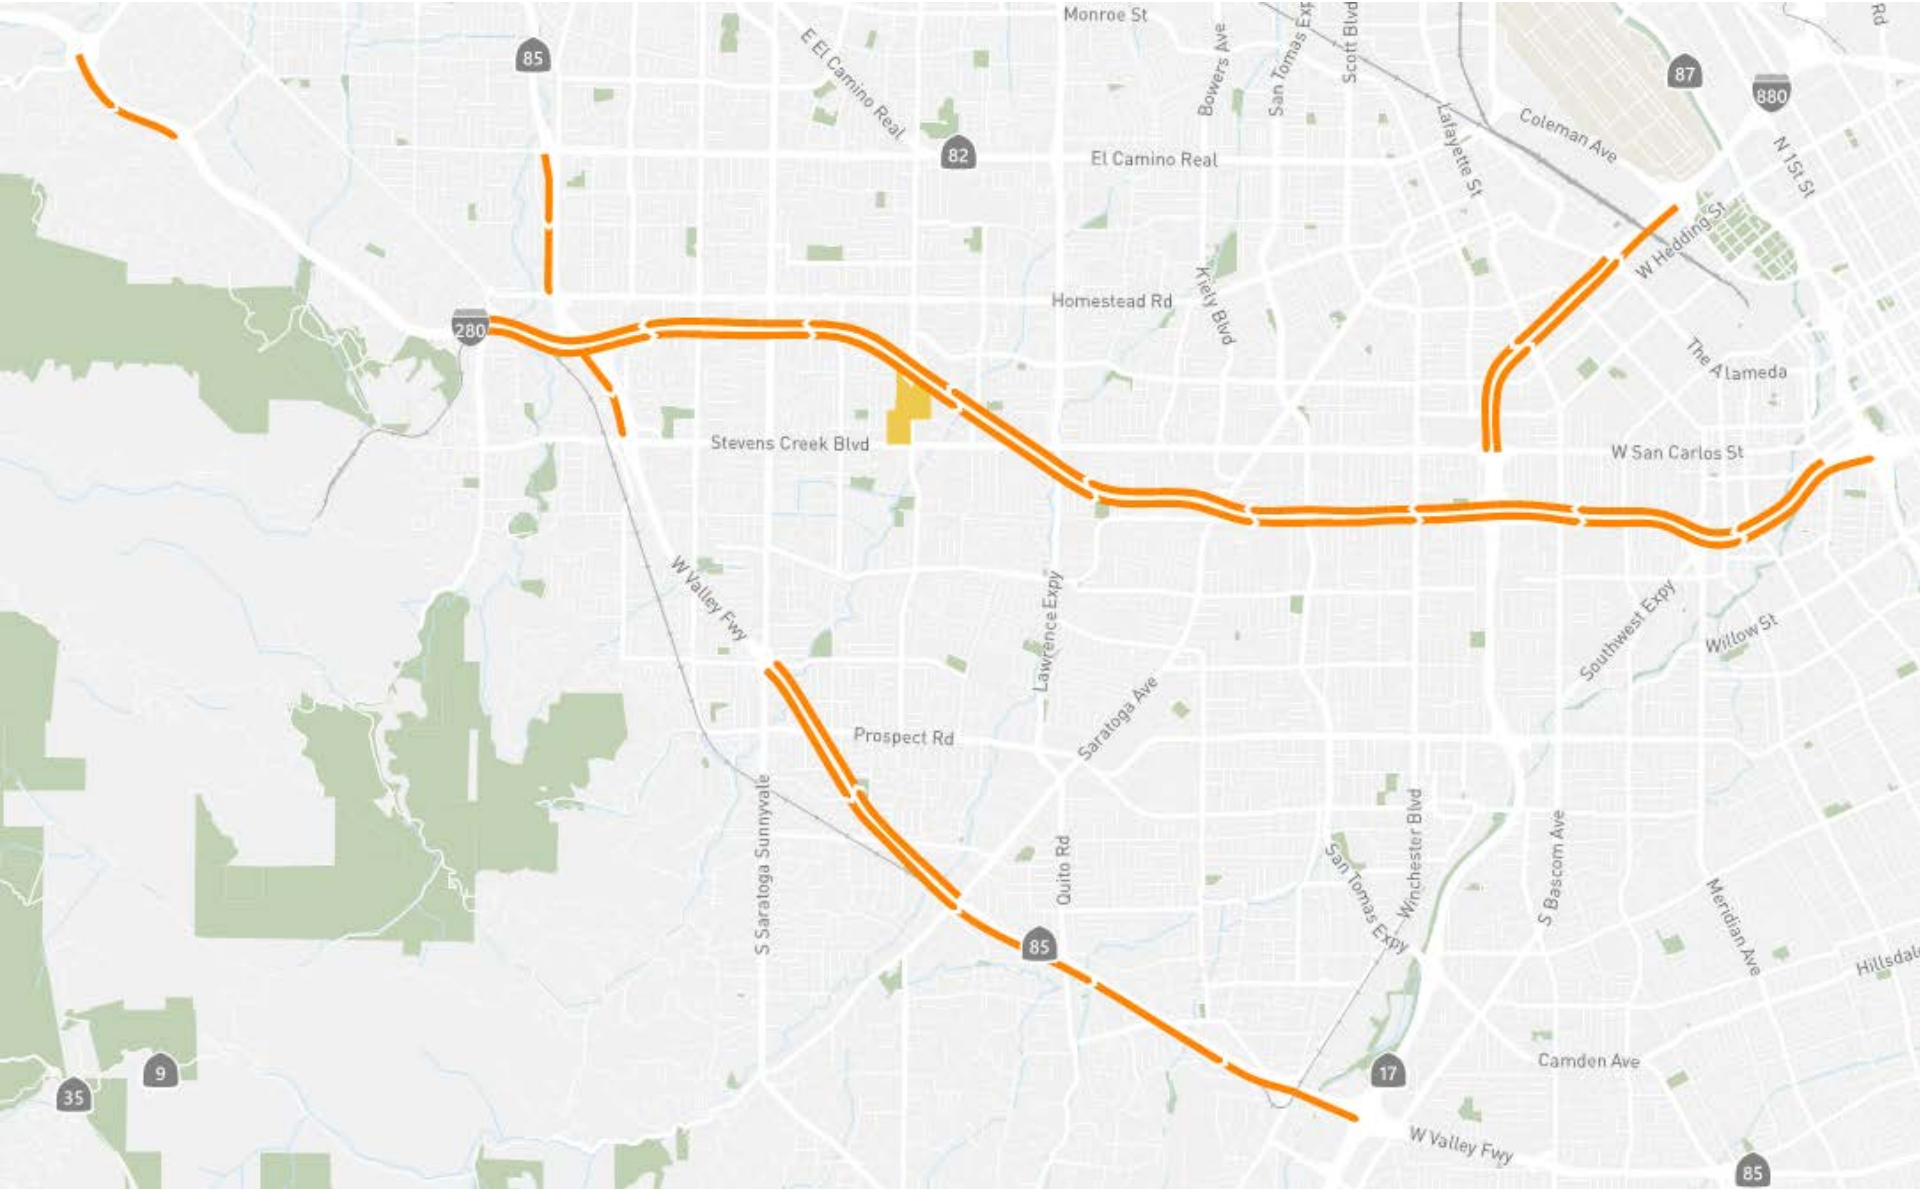 Monroe St
Rd
E El Camino Real
85
Bowers Ave
San Tomas Exp
Scott Blvd
87
880
Lafayette St
Coleman Ave
82
El Camino Real
N 1St St
W Hedding St
Homestead Rd
Kiely Blvd
280
The Alameda
Stevens Creek Blvd
W San Carlos St
W Valley Fwy
Lawrence Expy
Southwest Expy
Willow St
Saratoga Ave
Prospect Rd
S Saratoga Sunnyvale
Quito Rd
San Tomas Expy
Winchester Blvd
S Bascom Ave
Meridian Ave
Hillsdale
85
9
35
17
Camden Ave
W Valley Fwy
85